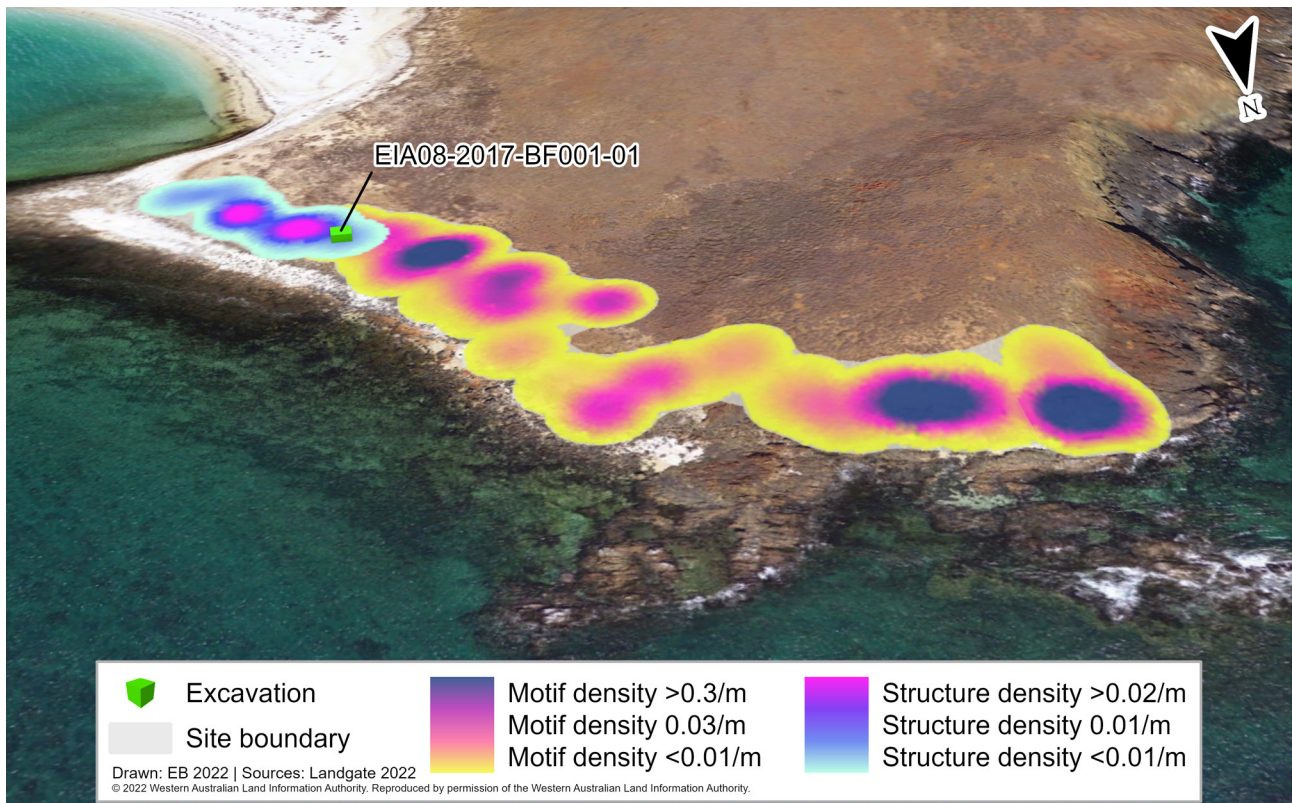 N
EIA08-2017-BF001-01
Excavation
Site boundary
Drawn: EB 2022 | Sources: Landgate 2022
© 2022 Western Australian Land Information Authority. Reproduced by permission of the Western Australian Land Information Authority.
Motif density >0.3/m
Motif density 0.03/m
Motif density <0.01/m
Structure density >0.02/m
Structure density 0.01/m
Structure density <0.01/m